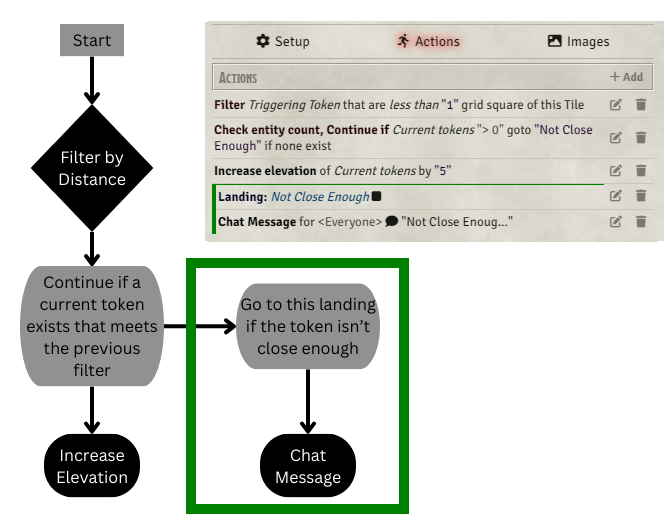 Start
Filter by
Distance
Continue if a
current token
exists that meets
the previous
filter
Increase
Elevation
Go to this landing
if the token isn’t
close enough
Chat
Message
Setup
Actions
Images
Actions
+ Add
Filter Triggering Token that are less than "1" grid square of this Tile
Check entity count, Continue if Current tokens "> 0" goto "Not Close
Enough" if none exist
Increase elevation of Current tokens by "5"
Landing: Not Close Enough
Chat Message for <Everyone> "Not Close Enoug..."